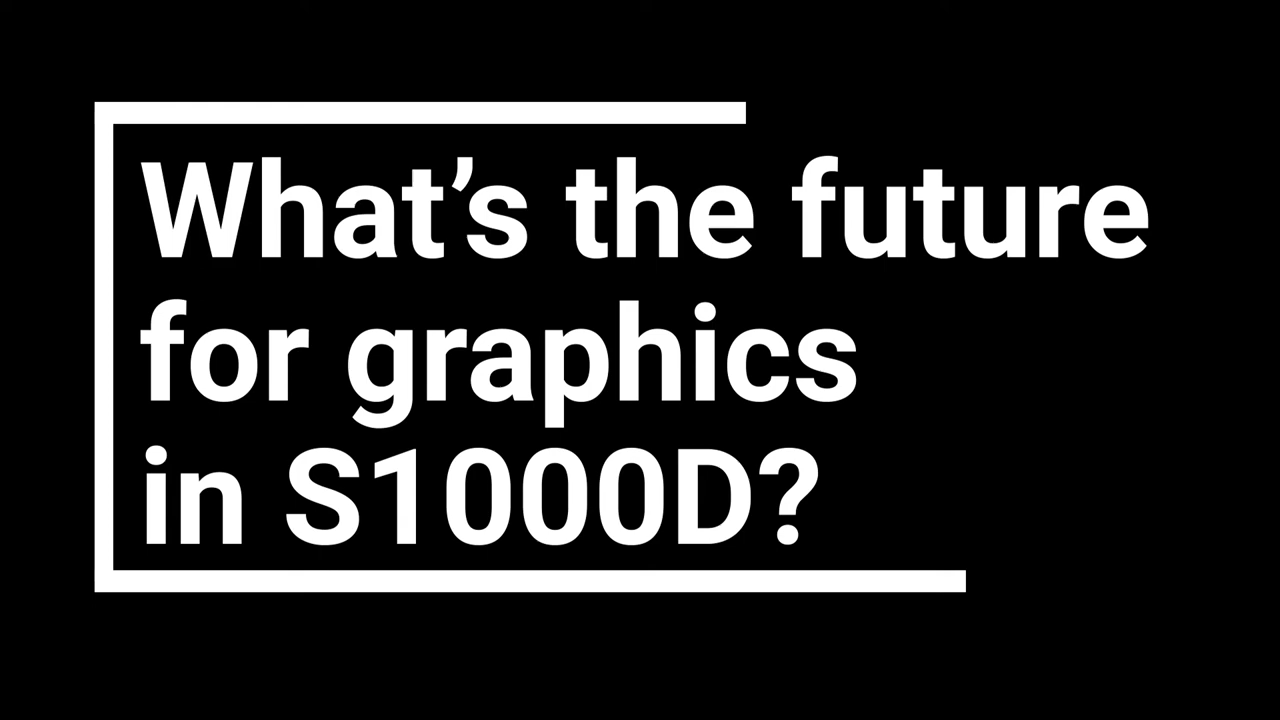 What’s the future
for graphics
in S1000D?